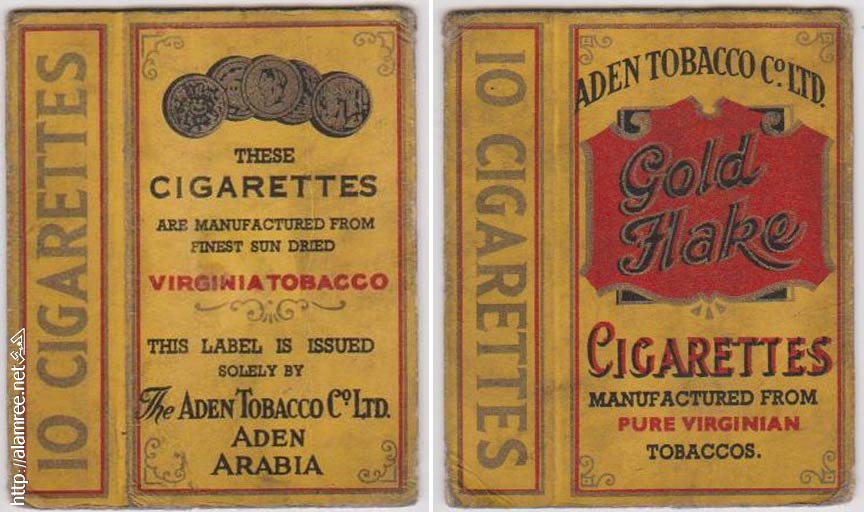 10 CIGARETTES
THESE
CIGARETTES
ARE MANUFACTURED FROM
FINEST SUN DRIED
VIRGINIA TOBACCO
THIS LABEL IS ISSUED
SOLELY BY
The ADEN TOBACCO Co. LTD.
ADEN
ARABIA
http://alamree.net
10 CIGARETTES
ADEN TOBACCO Co. LTD.
Gold
Flake
CIGARETTES
MANUFACTURED FROM
PURE VIRGINIAN
TOBACCOS.